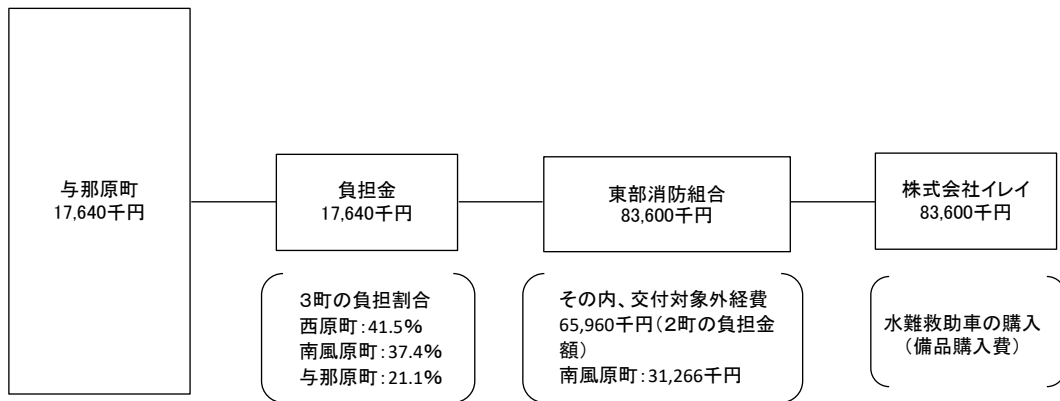 与那原町
17,640千円
負担金
17,640千円
東部消防組合
83,600千円
株式会社イレイ
83,600千円
3町の負担割合
西原町：41.5%
南風原町：37.4%
与那原町：21.1%
その内、交付対象外経費
65,960千円（2町の負担金
額）
南風原町：31,266千円
水難救助車の購入
（備品購入費）